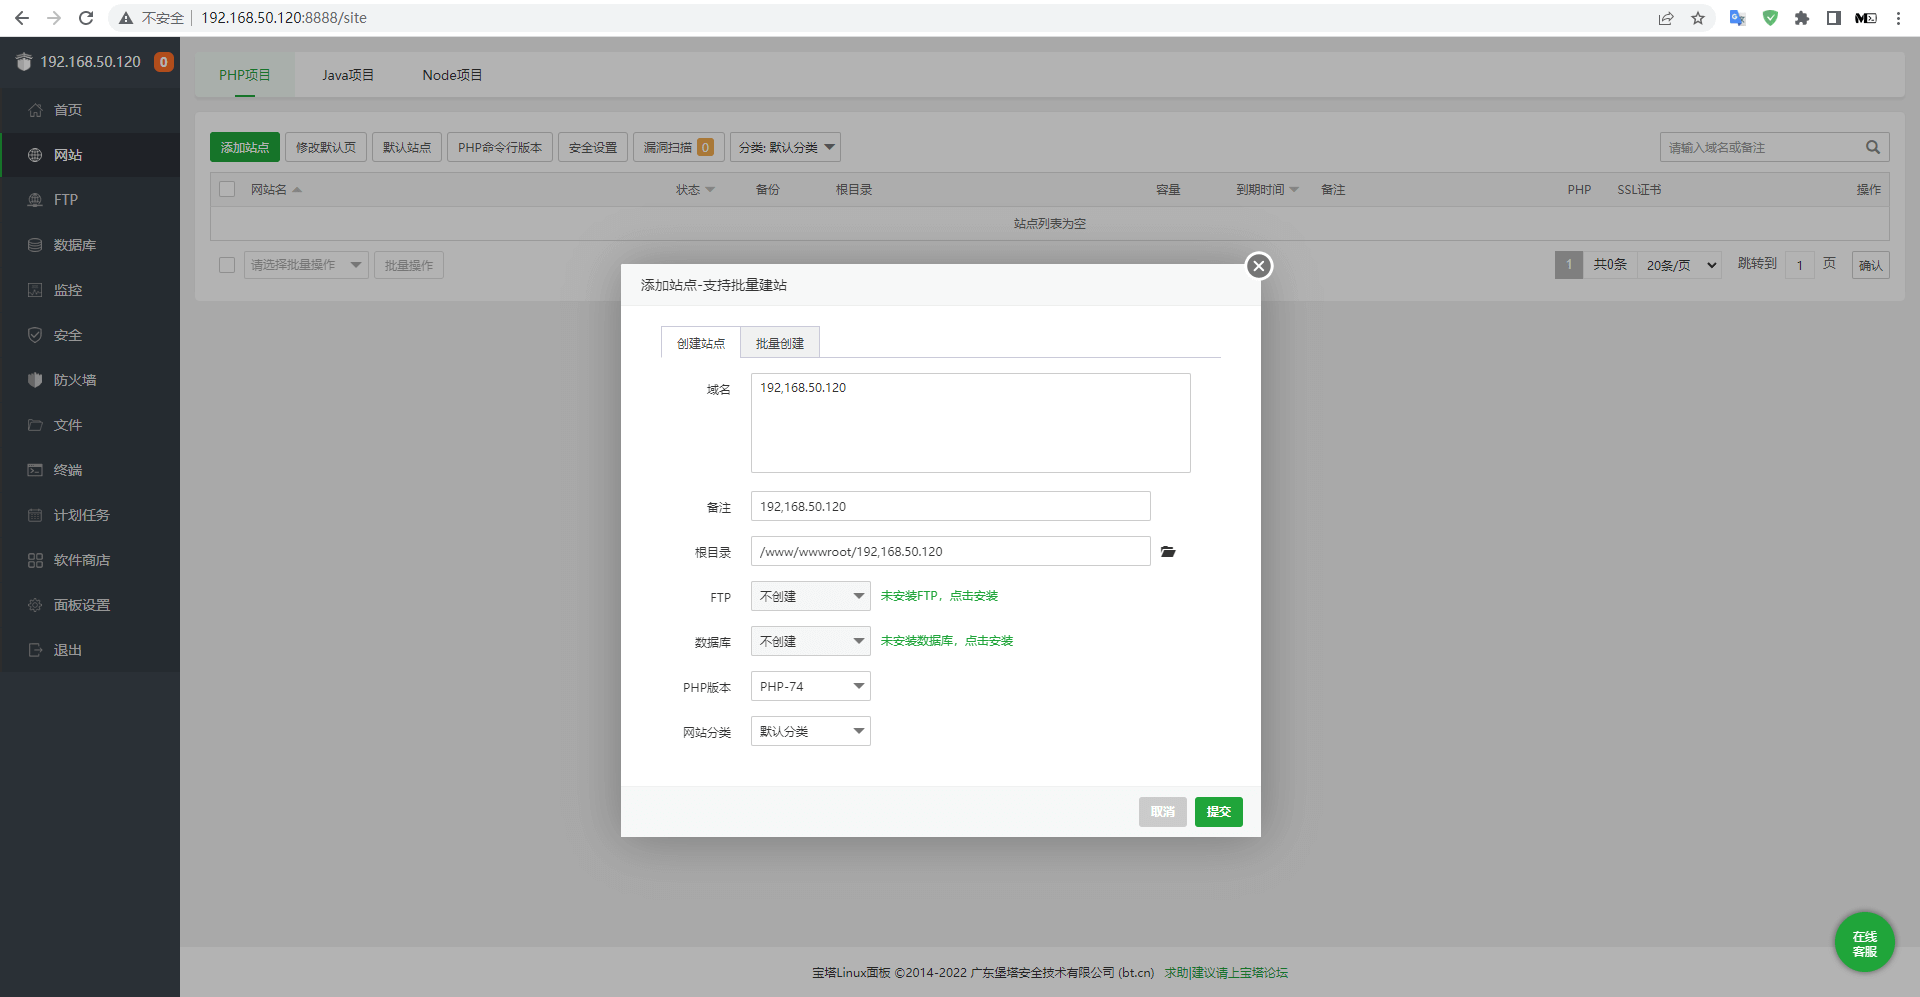 不安全 192.168.50.120:8888/site
192.168.50.120 0
首页
网站
FTP
数据库
监控
安全
防火墙
文件
终端
计划任务
软件商店
面板设置
退出
PHP项目 Java项目 Node项目
添加站点 修改默认页 默认站点 PHP命令行版本 安全设置 漏洞扫描 0 分类: 默认分类 请输入域名或备注
网站名 状态 备份 根目录 容量 到期时间 备注 PHP SSL证书 操作
站点列表为空
请选择批量操作 批量操作 1 共0条 20条/页 跳转到 1 页 确认
添加站点-支持批量建站
创建站点 批量创建
域名 192,168.50.120
备注 192,168.50.120
根目录 /www/wwwroot/192,168.50.120
FTP 不创建 未安装FTP，点击安装
数据库 不创建 未安装数据库，点击安装
PHP版本 PHP-74
网站分类 默认分类
取消 提交
在线
客服
宝塔Linux面板 ©2014-2022 广东堡塔安全技术有限公司 (bt.cn) 求助|建议请上宝塔论坛